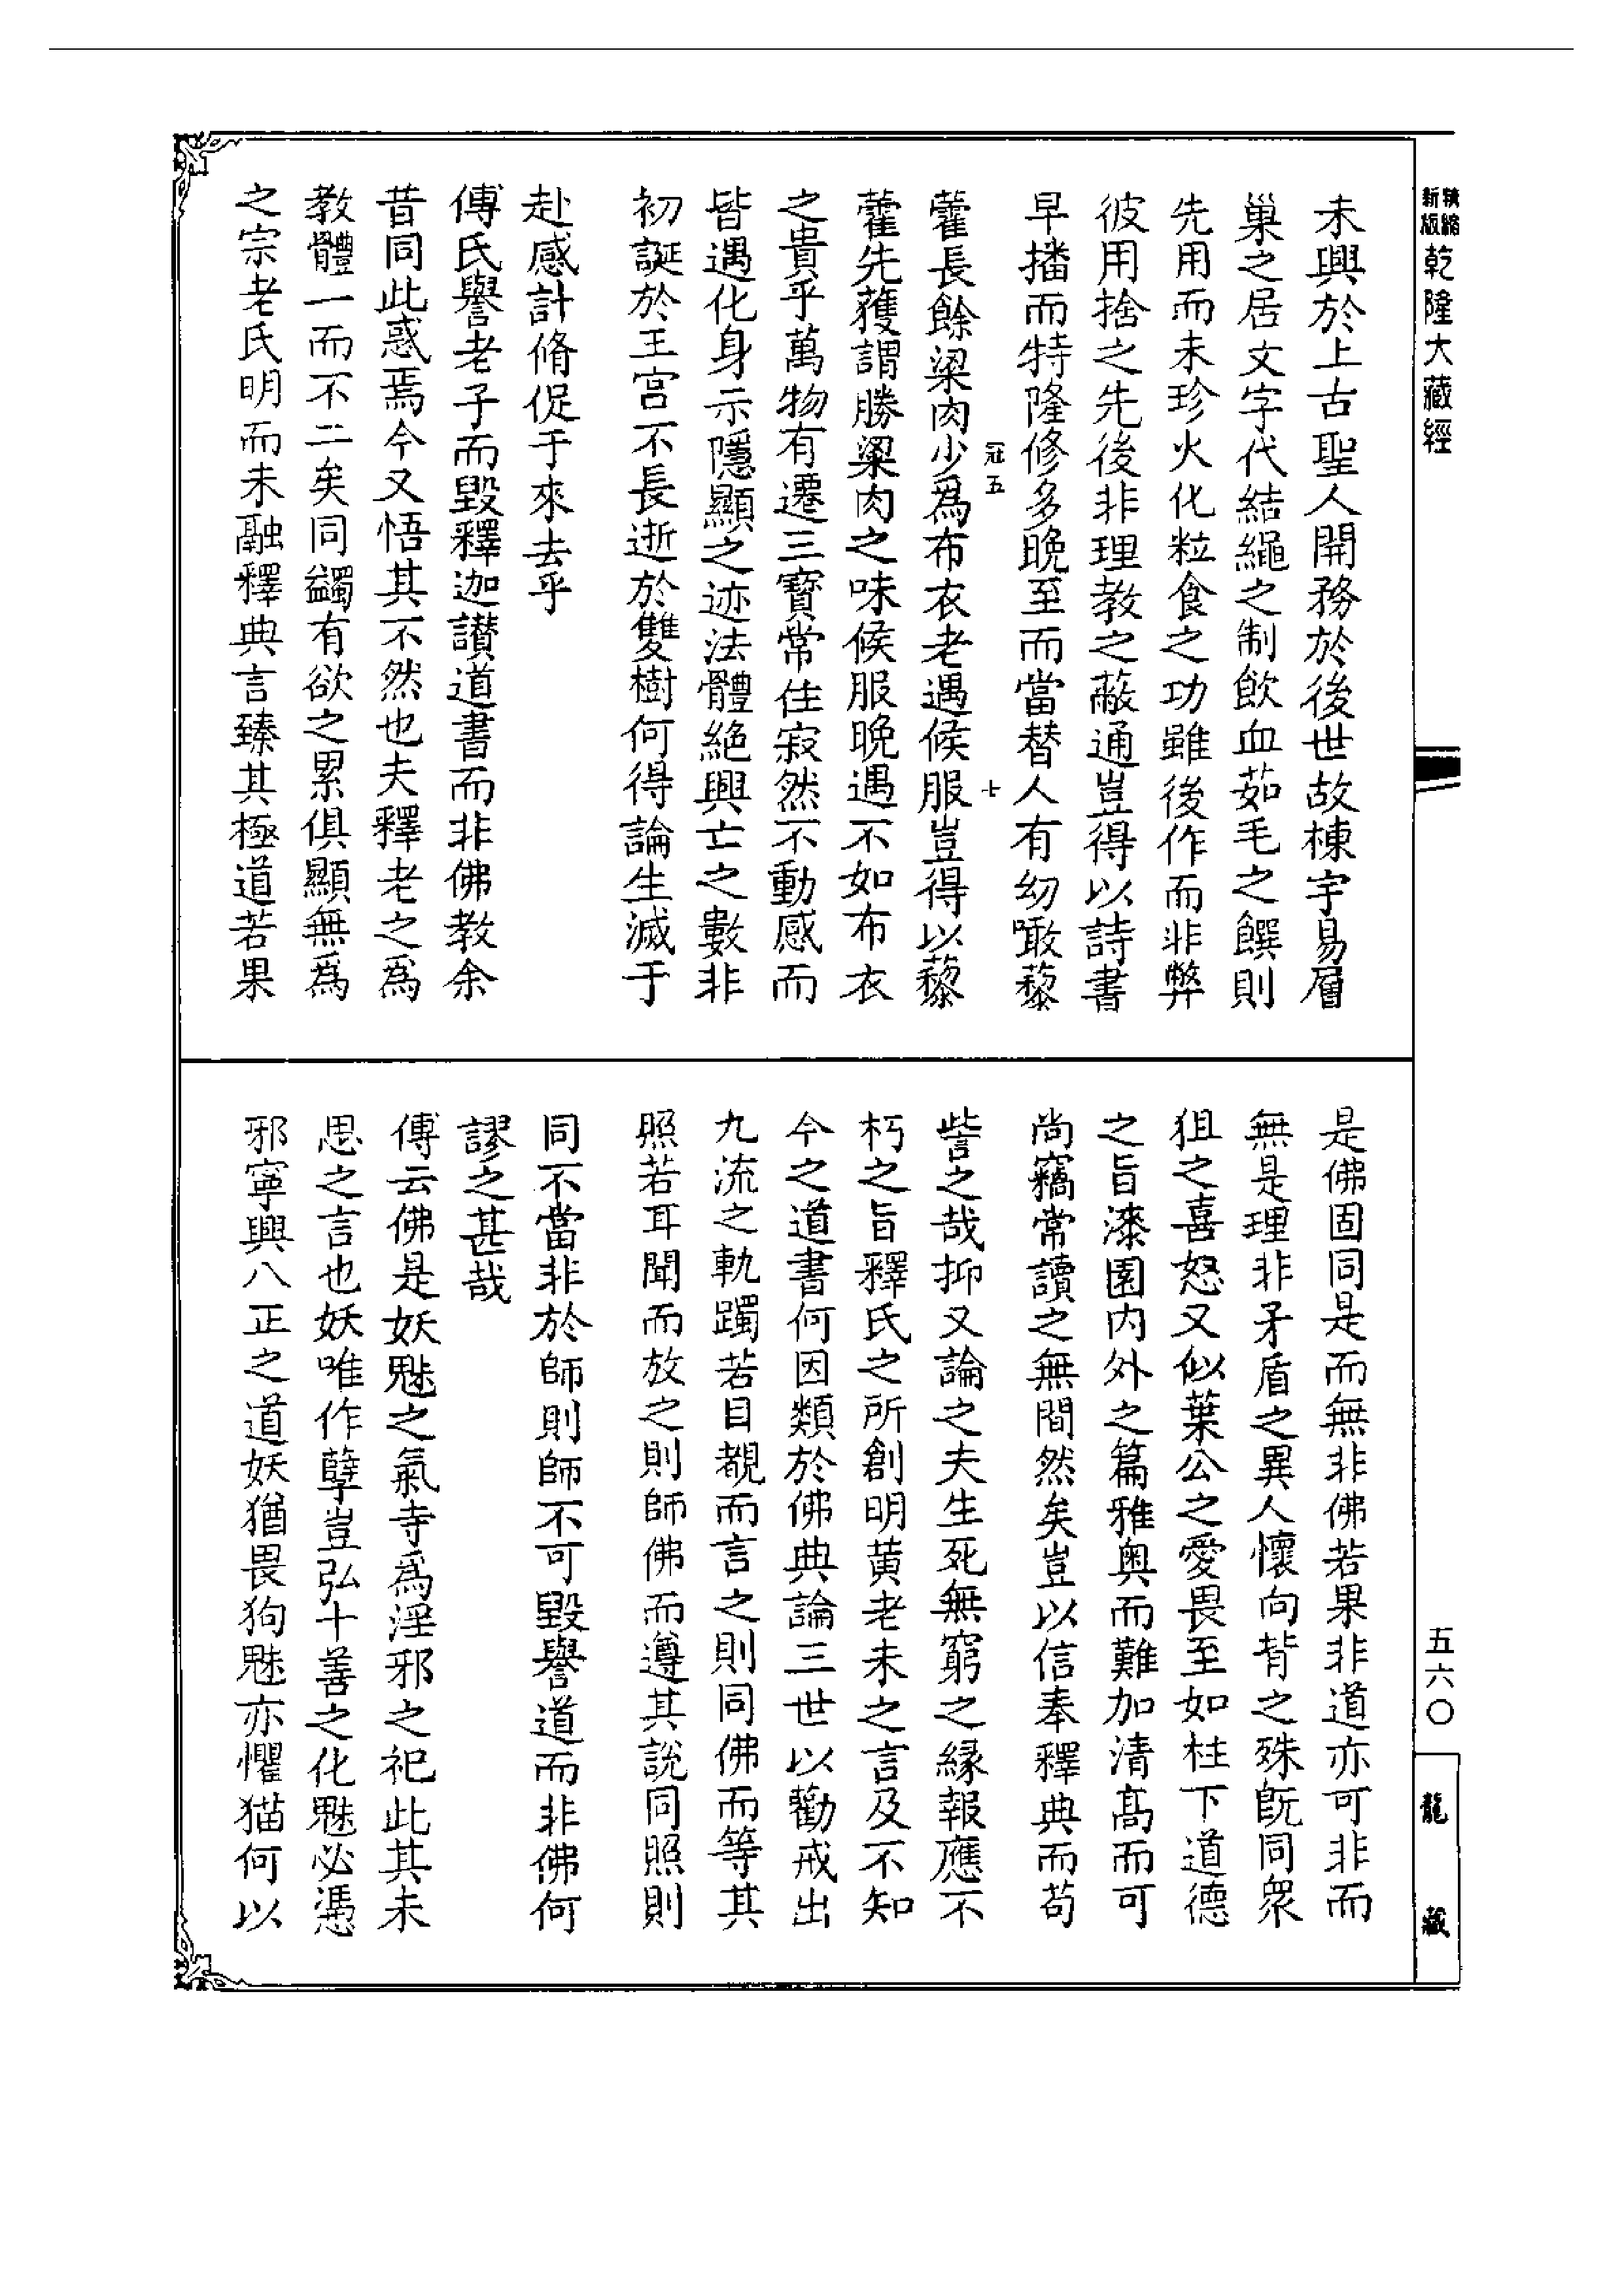 新版精縮乾隆大藏經
未興於上古聖人開務於後世故棟宇易層
巢之居文字代結繩之制飲血茹毛之饌則
先用而未珍火化粒食之功雖後作而非弊
彼用捨之先後非理教之蔽通豈得以詩書
早播而特隆修多晚至而當替人有幼噉藜
冠五
七
藿長餘粱肉少爲布衣老遇候服豈得以藜
藿先蒦謂勝粱肉之味候服晚遇不如布衣
之貴乎萬物有遷三寶常住寂然不動感而
皆遇化身示隱顯之迹法體絕興亡之數非
初誕於王宮不長逝於雙樹何得論生滅于
赴感計脩促于來去乎
傅氏譽老子而毀釋迦讃道書而非佛教余
昔同此惑焉今又悟其不然也夫釋老之爲
教體一而不二矣同蠲有欲之累俱顯無爲
之宗老氏明而未融釋典言臻其極道若果
是佛固同是而無非佛若果非道亦可非而
無是理非矛盾之異人懷向背之殊旣同衆
狙之喜怒又似葉公之愛畏至如柱下道德
之旨漆園內外之篇雅奥而難加清髙而可
尚竊常讀之無間然矣豈以信奉釋典而苟
訾之哉抑又論之夫生死無窮之緣報應不
朽之旨釋氏之所創明黄老未之言及不知
今之道書何因類於佛典論三世以勸戒出
九流之軌躅若目覩而言之則同佛而等其
照若耳聞而放之則師佛而遵其說同照則
同不當非於師則師不可毀譽道而非佛何
謬之甚哉
傅云佛是妖魅之氣寺爲淫邪之祀此其未
思之言也妖唯作孽豈弘十善之化魅必憑
邪寧興八正之道妖猶畏狗魅亦懼猫何以
五六〇
龍藏